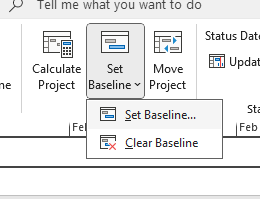 Tell me what you want to do
Calculate Project
Set Baseline
Move Project
Status Date
Updat
Set Baseline...
Clear Baseline
Sta
Feb
Feb